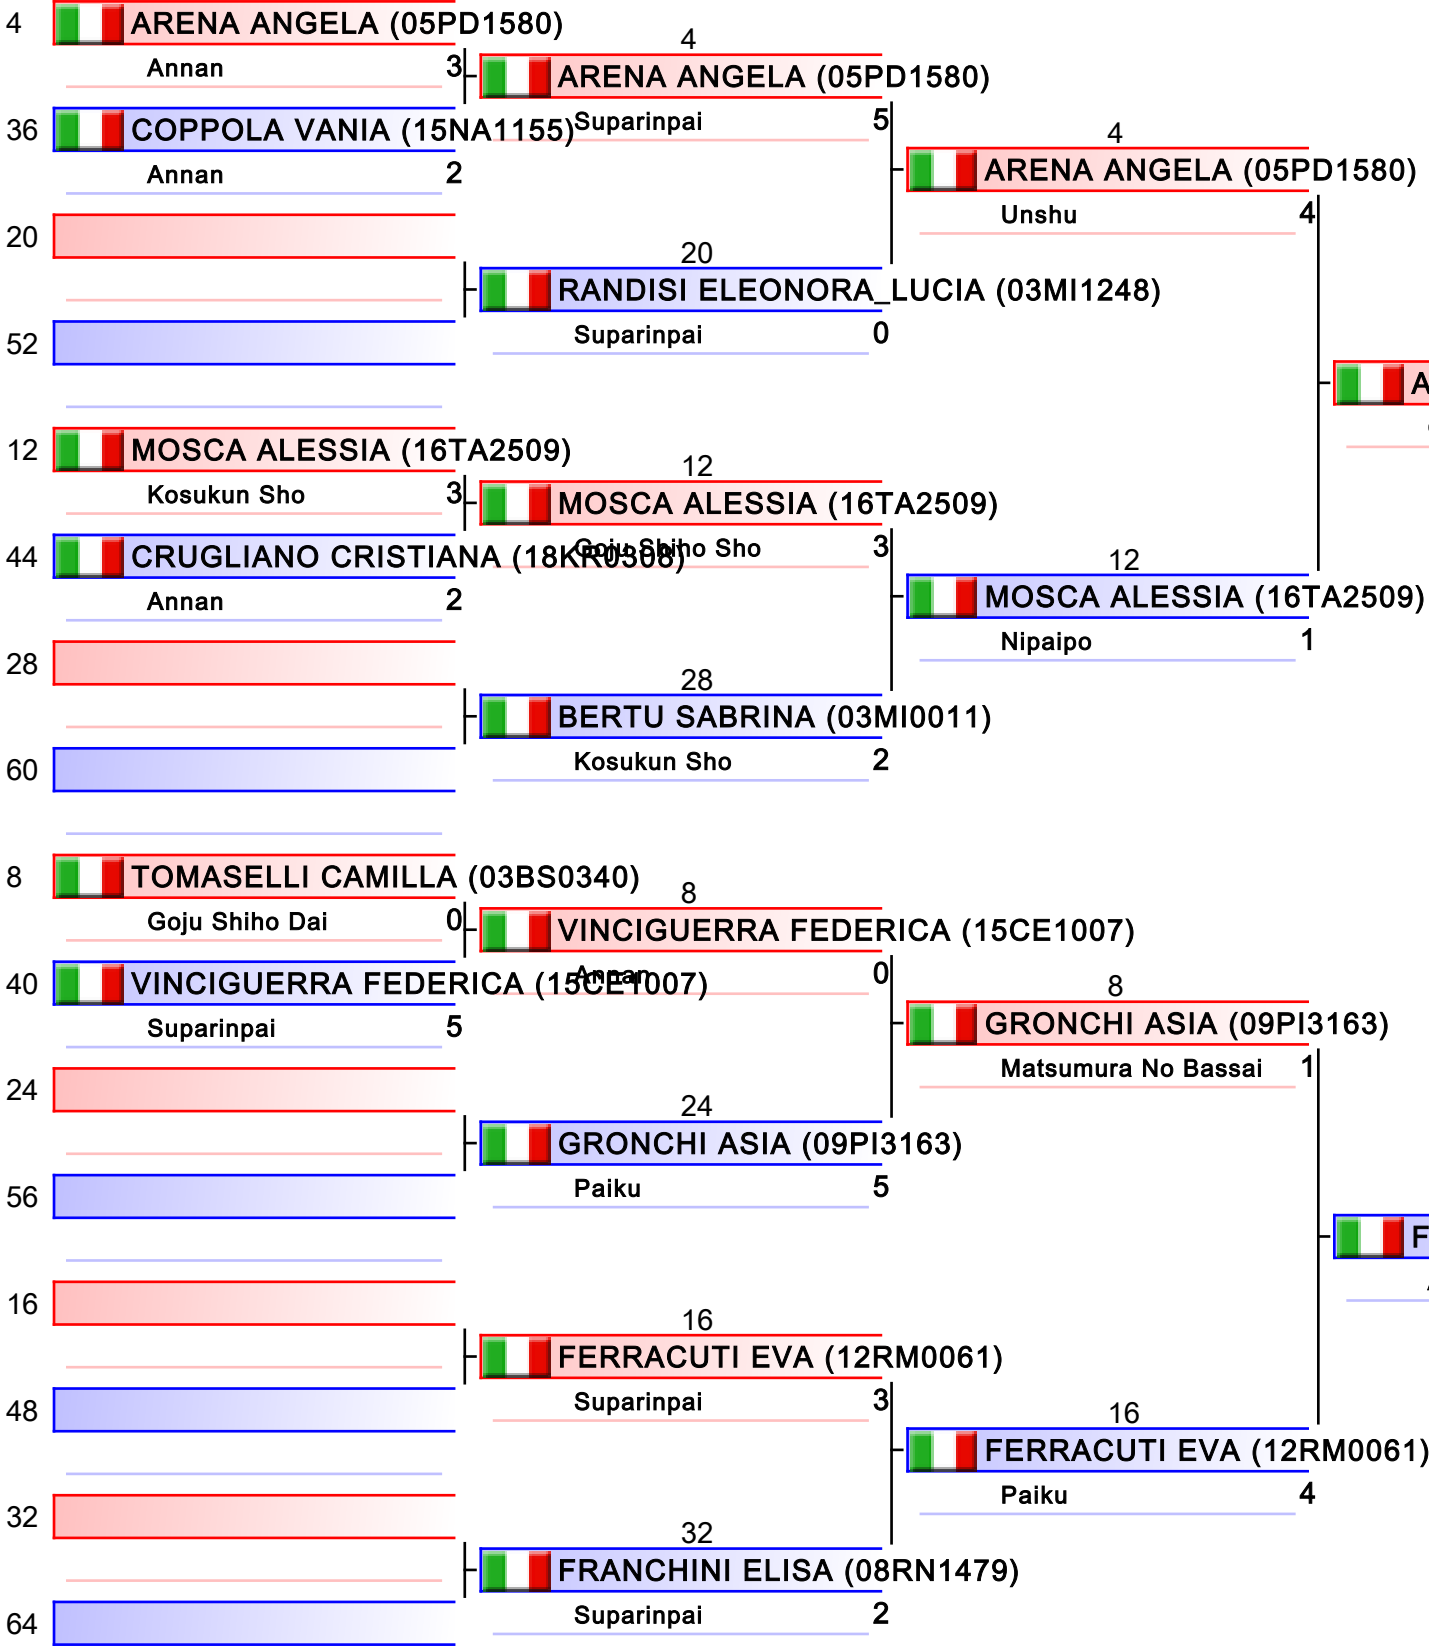 4
ARENA ANGELA (05PD1580)
Annan 3
36
COPPOLA VANIA (15NA1155)
Annan 2
20
52
12
MOSCA ALESSIA (16TA2509)
Kosukun Sho 3
44
CRUGLIANO CRISTIANA (18KR0308)
Annan 2
28
60
8
TOMASELLI CAMILLA (03BS0340)
Goju Shiho Dai 0
40
VINCIGUERRA FEDERICA (15CE1007)
Suparinpai 5
24
56
16
48
32
64
4
ARENA ANGELA (05PD1580)
Suparinpai 5
20
RANDISI ELEONORA_LUCIA (03MI1248)
Suparinpai 0
12
MOSCA ALESSIA (16TA2509)
Goju Shiho Sho 3
28
BERTU SABRINA (03MI0011)
Kosukun Sho 2
8
VINCIGUERRA FEDERICA (15CE1007)
Annan 0
24
GRONCHI ASIA (09PI3163)
Paiku 5
16
FERRACUTI EVA (12RM0061)
Suparinpai 3
32
FRANCHINI ELISA (08RN1479)
Suparinpai 2
4
ARENA ANGELA (05PD1580)
Unshu 4
12
MOSCA ALESSIA (16TA2509)
Nipaipo 1
8
GRONCHI ASIA (09PI3163)
Matsumura No Bassai 1
16
FERRACUTI EVA (12RM0061)
Paiku 4